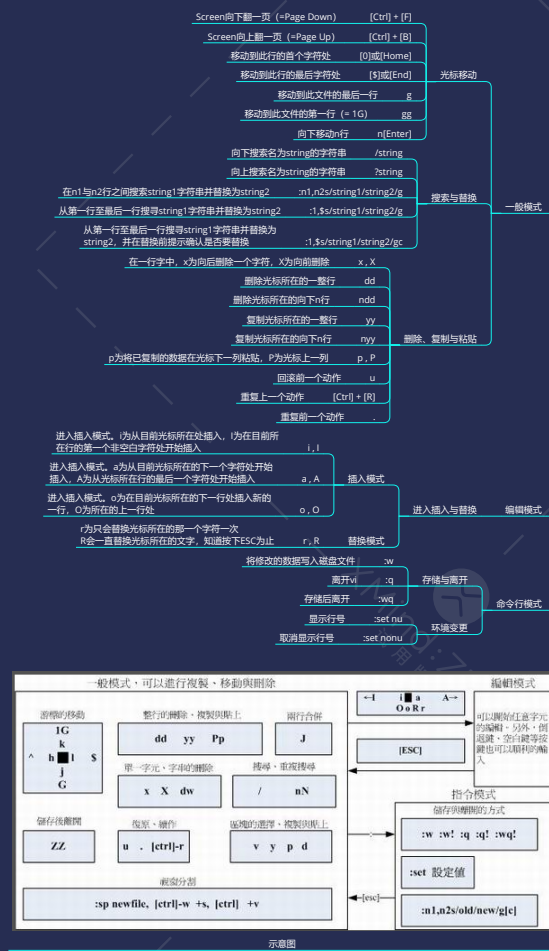 Screen向下翻一页（=Page Down） [Ctrl] + [F]
Screen向上翻一页（=Page Up） [Ctrl] + [B]
移动到此行的首个字符处 [0]或[Home]
移动到此行的最后字符处 [$]或[End]
光标移动
移动到此文件的最后一行 g
移动到此文件的第一行（= 1G） gg
向下移动n行 n[Enter]
向下搜索名为string的字符串 /string
向上搜索名为string的字符串 ?string
在n1与n2行之间搜索string1字符串并替换为string2 :n1,n2s/string1/string2/g
搜索与替换
一般模式
从第一行至最后一行搜寻string1字符串并替换为string2 :1,$s/string1/string2/g
从第一行至最后一行搜寻string1字符串并替换为
string2，并在替换前提示确认是否要替换 :1,$s/string1/string2/gc
在一行字中，x为向后删除一个字符，X为向前删除 x , X
删除光标所在的一整行 dd
删除光标所在的向下n行 ndd
复制光标所在的一整行 yy
复制光标所在的向下n行 nyy
删除、复制与粘贴
p为将已复制的数据在光标下一列粘贴，P为光标上一列 p , P
回滚前一个动作 u
重复上一个动作 [Ctrl] + [R]
重复前一个动作 .
进入插入模式。i为从目前光标所在处插入，I为在目前所
在行的第一个非空白字符处开始插入 i , I
进入插入模式。a为从目前光标所在的下一个字符处开始
插入，A为从光标所在行的最后一个字符处开始插入 a , A
插入模式
进入插入模式。o为在目前光标所在的下一行处插入新的
一行，O为所在的上一行处 o , O
进入插入与替换
编辑模式
r为只会替换光标所在的那一个字符一次
R会一直替换光标所在的文字，知道按下ESC为止 r , R
替换模式
将修改的数据写入磁盘文件 :w
离开vi :q
存储与离开
存储后离开 :wq
命令行模式
显示行号 :set nu
环境变更
取消显示行号 :set nonu
一般模式，可以進行複製、移動與刪除
編輯模式
游標的移動
整行的刪除、複製與貼上
兩行合併
1G
k
^ h l $
j
G
dd yy Pp
J
←I i a A→
O o R r
[ESC]
可以開始任意字元
的編輯。另外，倒
退鍵、空白鍵等按
鍵也可以順利的輸
入
單一字元、字串的刪除
搜尋、重複搜尋
x X dw
/ nN
指令模式
儲存與離開的方式
儲存後離開
復原、續作
區塊的選擇、複製與貼上
ZZ
u . [ctrl]-r
v y p d
:
:w :w! :q :q! :wq!
:set 設定值
視窗分割
:sp newfile, [ctrl]-w +s, [ctrl] +v
[esc]
:n1,n2s/old/new/g[c]
示意图